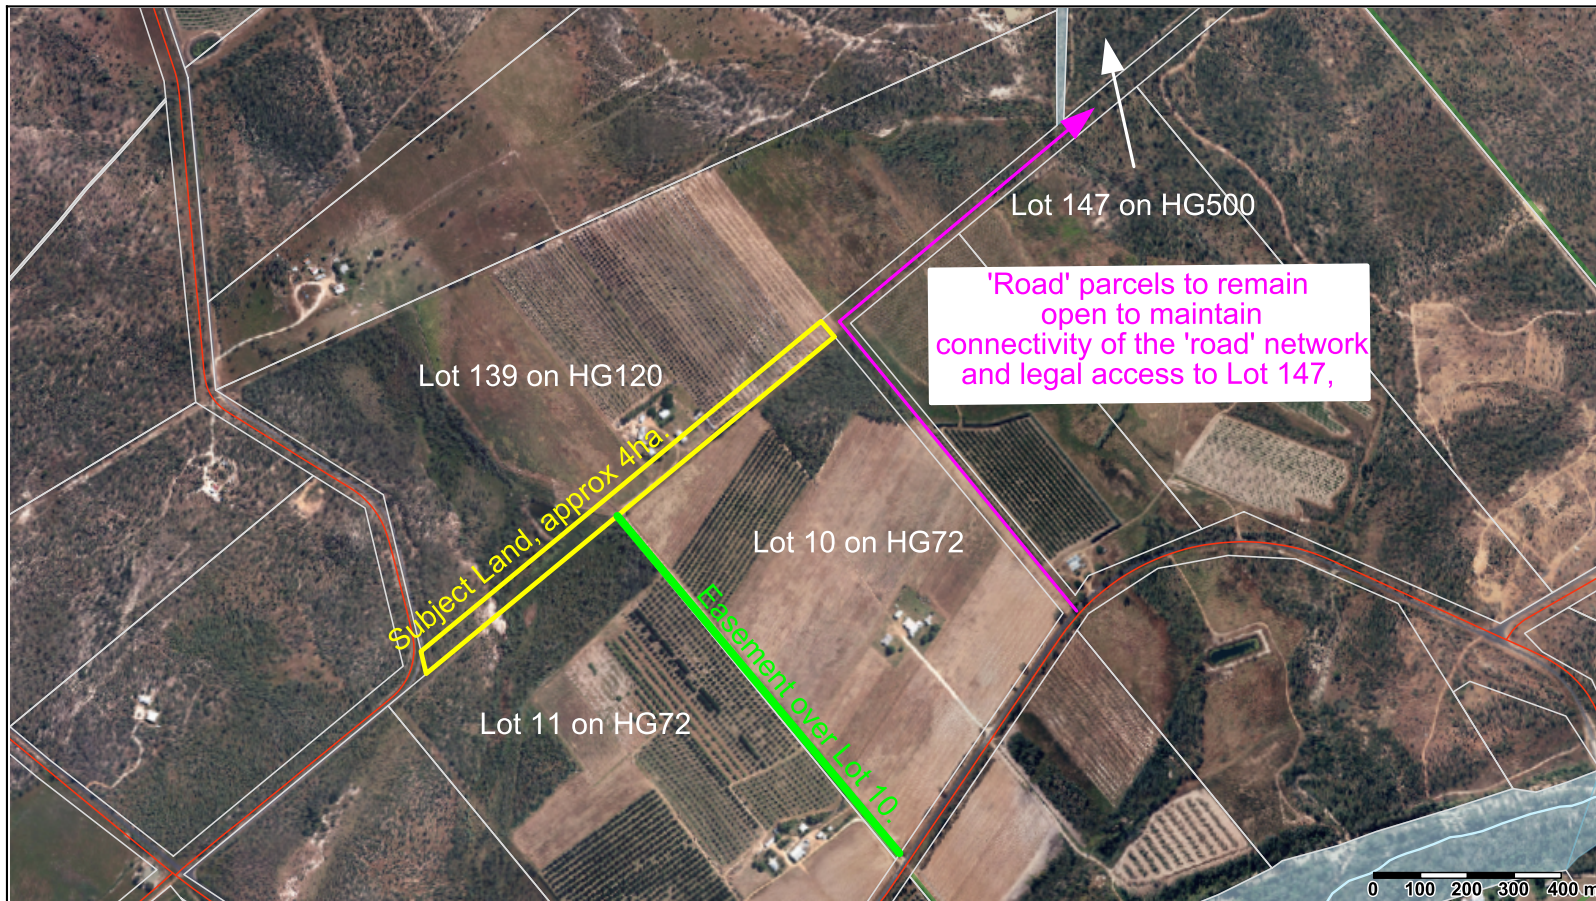 Lot 147 on HG500
'Road' parcels to remain
open to maintain
connectivity of the 'road' network
and legal access to Lot 147,
Lot 139 on HG120
Subject Land, approx 4ha
Lot 10 on HG72
Easement over Lot 10.
Lot 11 on HG72
0 100 200 300 400 m